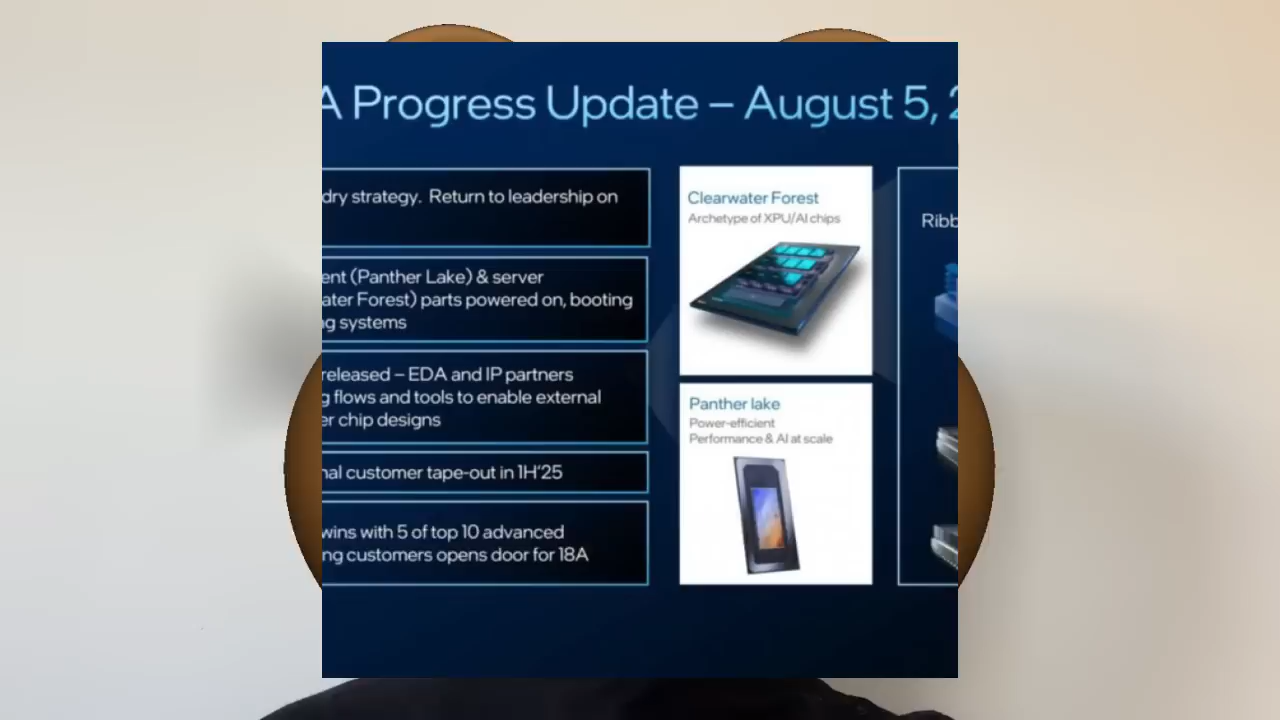 A Progress Update – August 5, 2
dry strategy. Return to leadership on
ent (Panther Lake) & server
ater Forest) parts powered on, booting
ng systems
released – EDA and IP partners
g flows and tools to enable external
er chip designs
nal customer tape-out in 1H'25
wins with 5 of top 10 advanced
ng customers opens door for 18A
Clearwater Forest
Archetype of XPU/AI chips
Panther lake
Power-efficient
Performance & AI at scale
Ribb